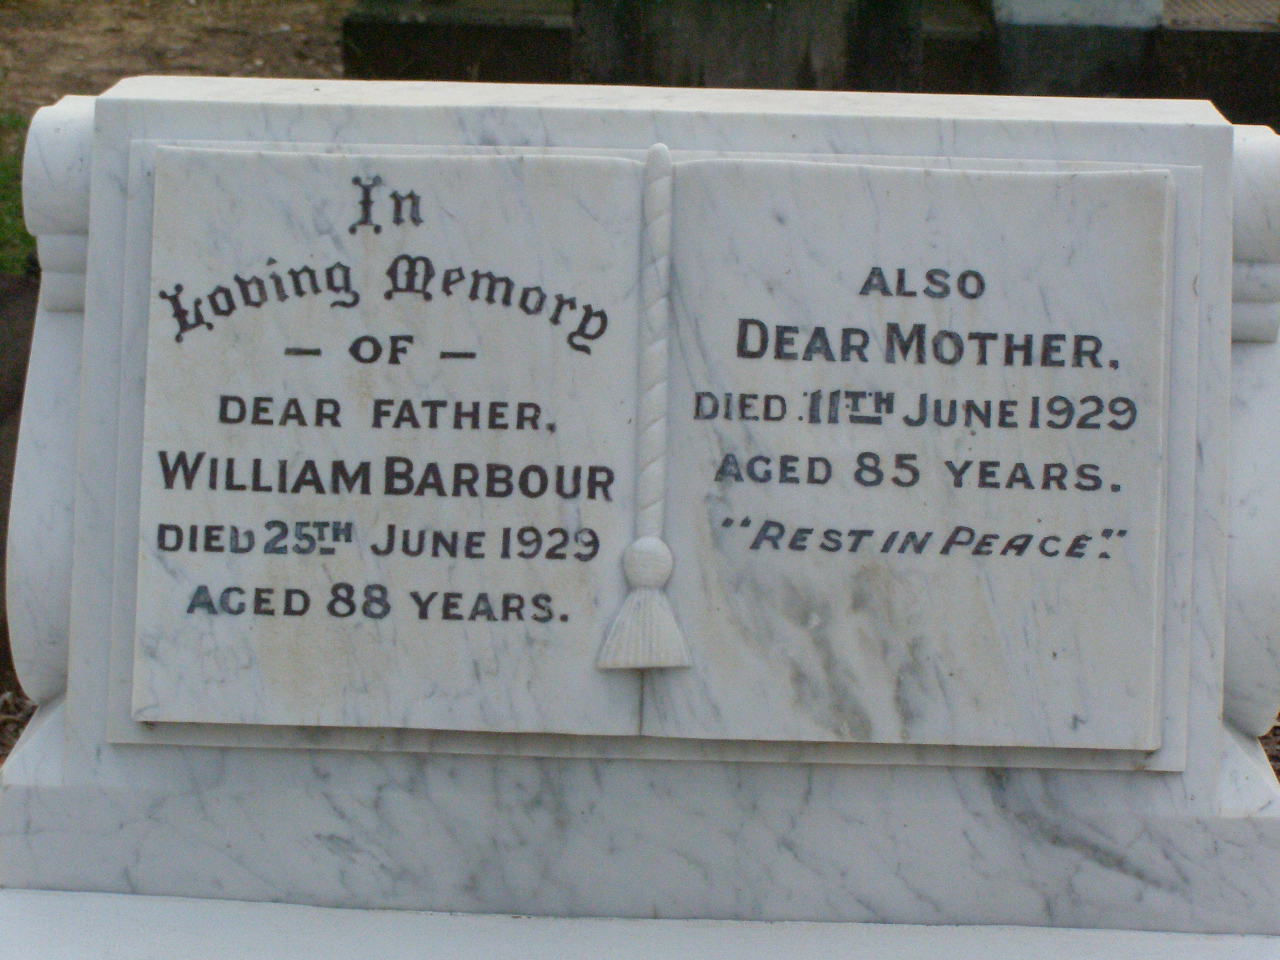 In
Loving Memory
— OF —
DEAR FATHER,
WILLIAM BARBOUR
DIED 25TH JUNE 1929
AGED 88 YEARS.
ALSO
DEAR MOTHER.
DIED 11TH JUNE 1929
AGED 85 YEARS.
"REST IN PEACE."